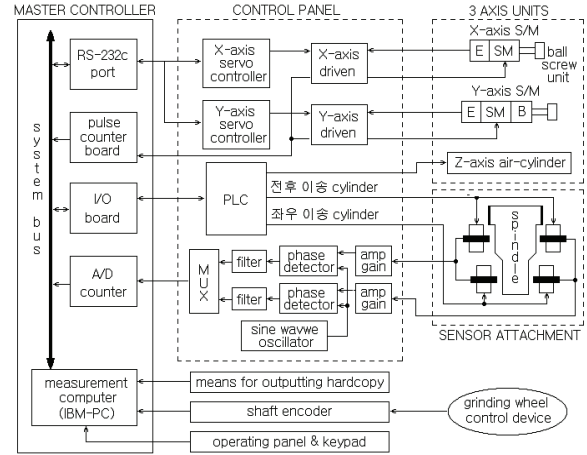 MASTER CONTROLLER
CONTROL PANEL
3 AXIS UNITS
RS-232c
port
pulse
counter
board
I/O
board
A/D
counter
system bus
measurement
computer
(IBM-PC)
X-axis
servo
controller
X-axis
driven
Y-axis
servo
controller
Y-axis
driven
PLC
전후 이송 cylinder
좌우 이송 cylinder
MUX
filter
phase
detector
amp
gain
filter
phase
detector
amp
gain
sine wavwe
oscillator
X-axis S/M
E SM
ball
screw
unit
Y-axis S/M
E SM B
Z-axis air-cylinder
spindle
SENSOR ATTACHMENT
means for outputting hardcopy
shaft encoder
operating panel & keypad
grinding wheel
control device